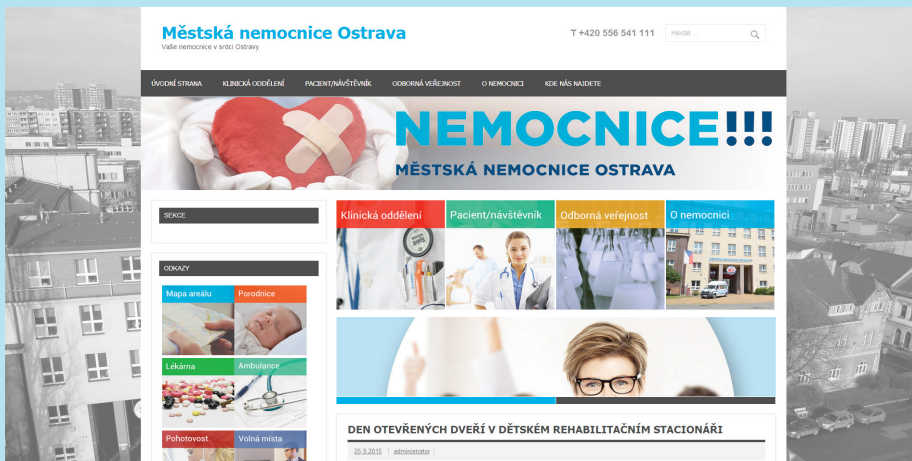 Městská nemocnice Ostrava
Vaše nemocnice v srdci Ostravy
T +420 556 541 111
Hledat ...
ÚVODNÍ STRANA
KLINICKÁ ODDĚLENÍ
PACIENT/NÁVŠTĚVNÍK
ODBORNÁ VEŘEJNOST
O NEMOCNICI
KDE NÁS NAJDETE
NEMOCNICE!!!
MĚSTSKÁ NEMOCNICE OSTRAVA
SEKCE
Klinická oddělení
Pacient/návštěvník
Odborná veřejnost
O nemocnici
ODKAZY
Mapa areálu
Porodnice
Lékárna
Ambulance
Pohotovost
Volná místa
DEN OTEVŘENÝCH DVEŘÍ V DĚTSKÉM REHABILITAČNÍM STACIONÁŘI
25.9.2015 | administrator |